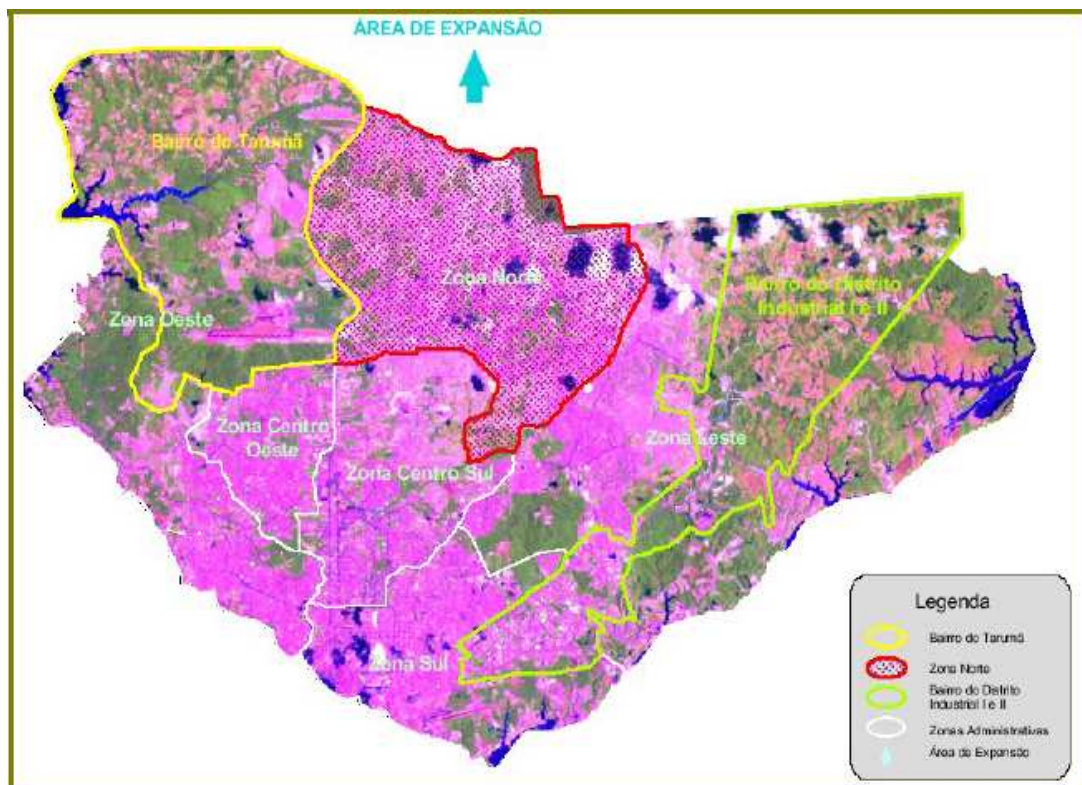 ÁREA DE EXPANSÃO
Bairro do Tarumã
Zona Norte
Bairro do Distrito
Industrial I e II
Zona Oeste
Zona Centro
Oeste
Zona Leste
Zona Centro Sul
Zona Sul
Legenda
Bairro do Tarumã
Zona Norte
Bairro do Distrito
Industrial I e II
Zonas Administrativas
Área de Expansão